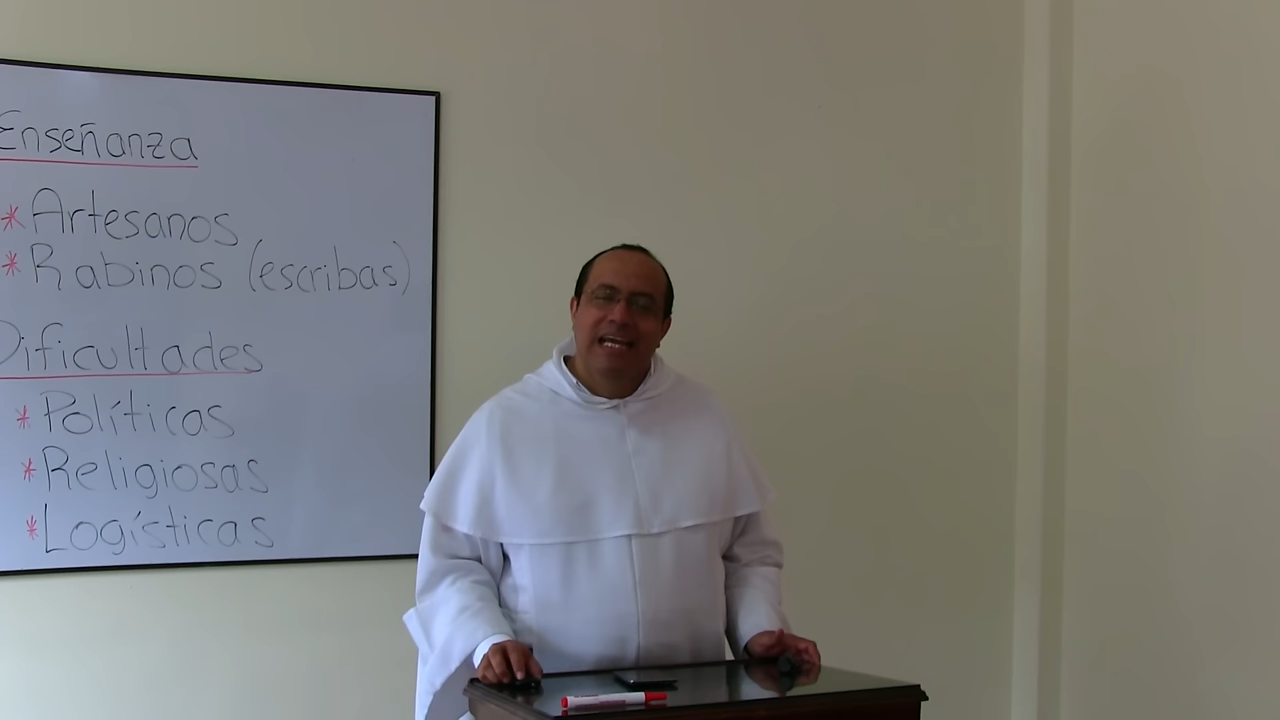 Enseñanza
* Artesanos
* Rabinos (escribas)
Dificultades
* Políticas
* Religiosas
* Logísticas